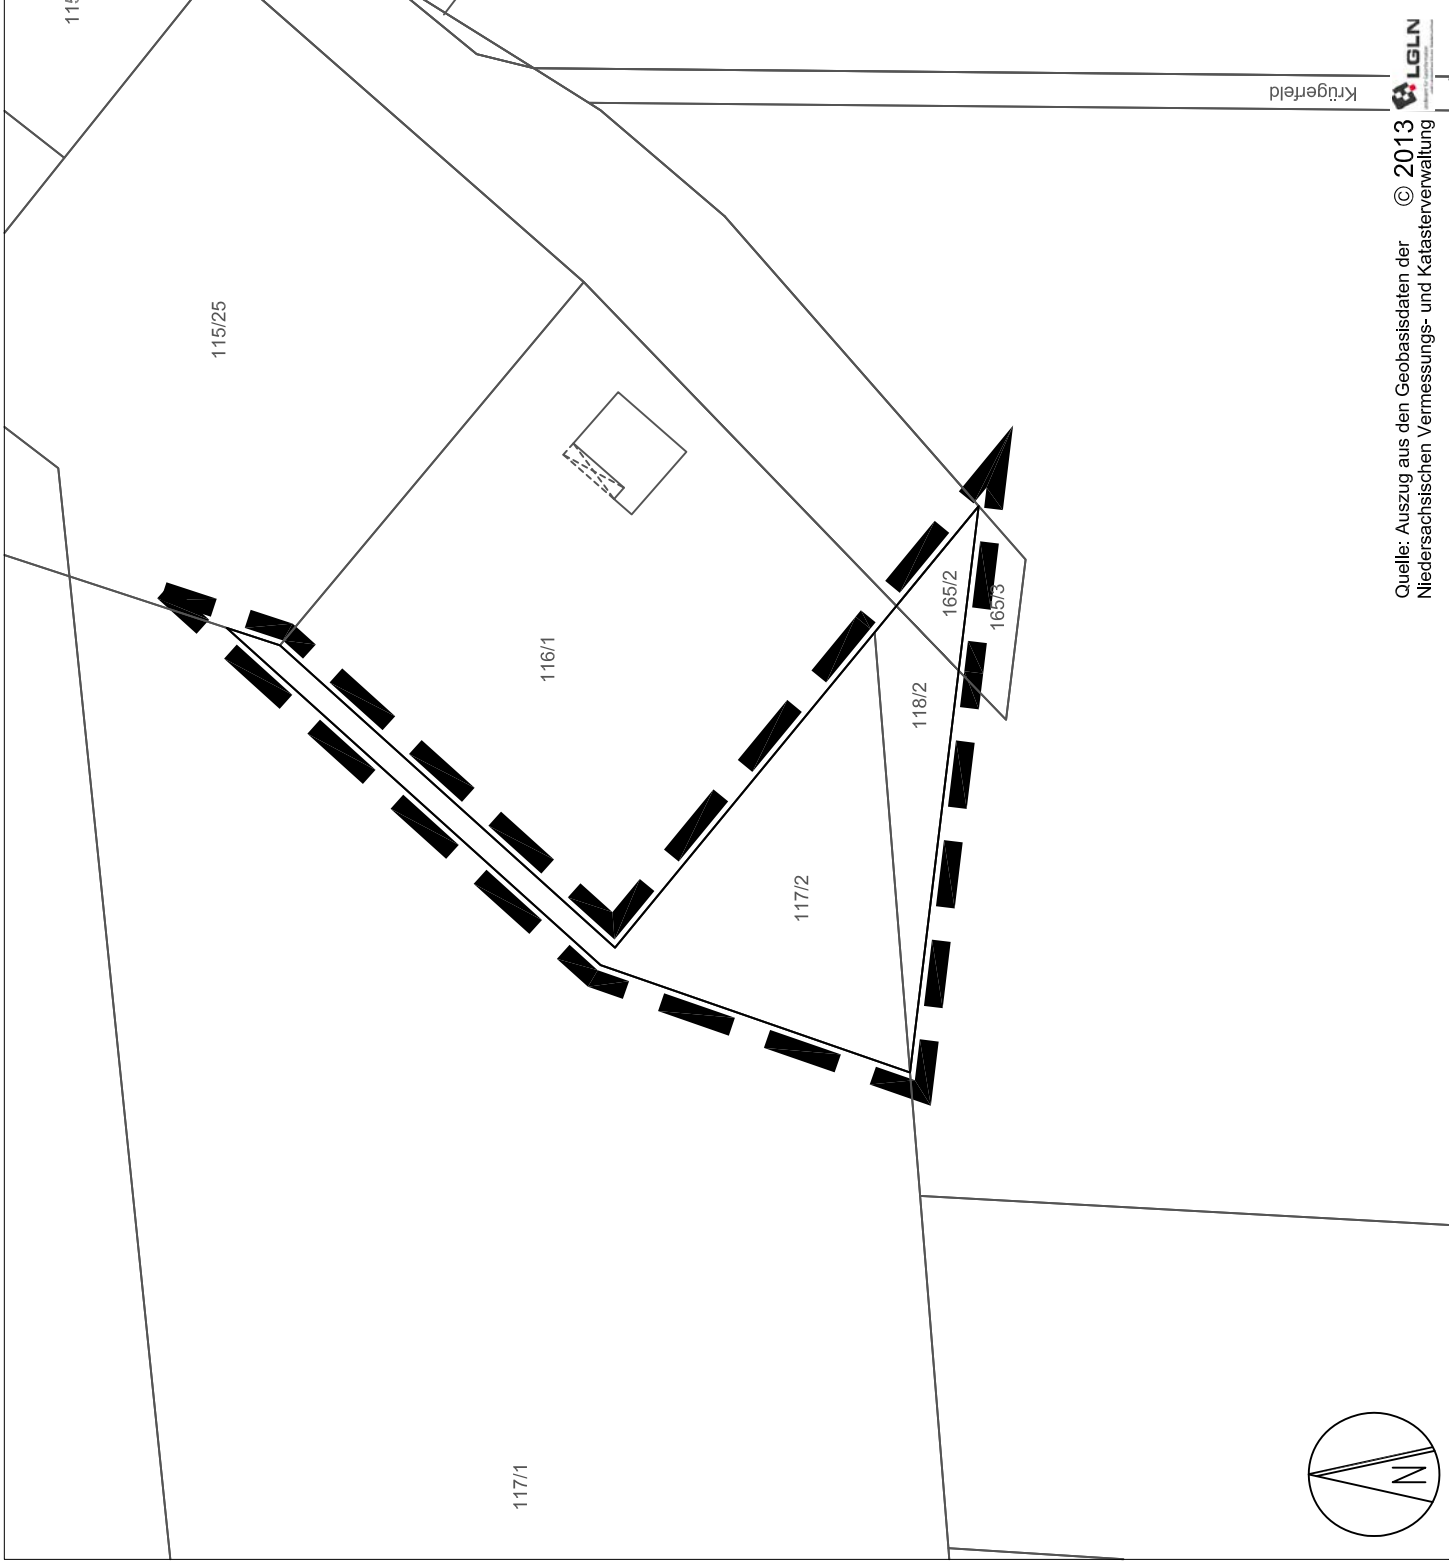 115/25
116/1
165/2
165/3
118/2
117/2
117/1
Krügerfeld
N
Quelle: Auszug aus den Geobasisdaten der © 2013
Niedersachsischen Vermessungs- und Katasterverwaltung
LGLN